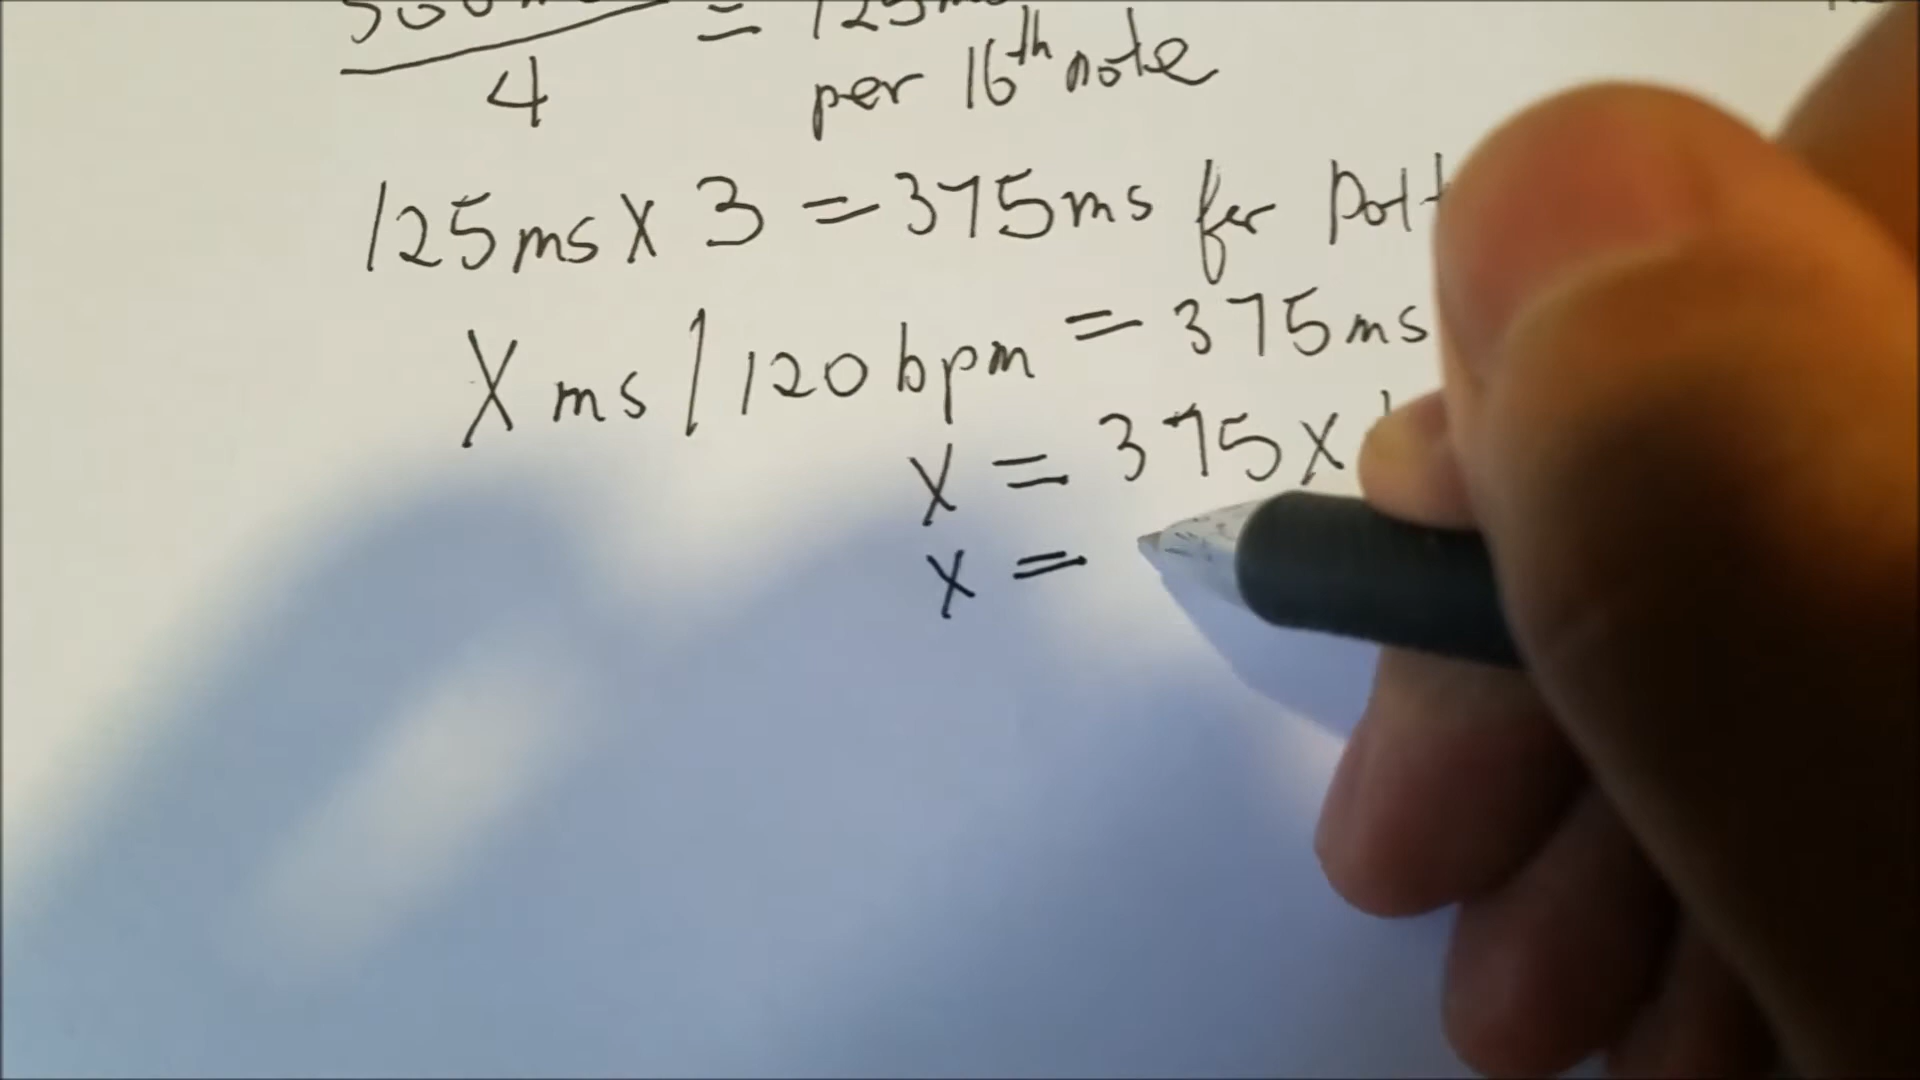 4
per 16th note
125ms x 3 = 375ms for
X ms / 120 bpm = 375ms
x = 375 x
x =